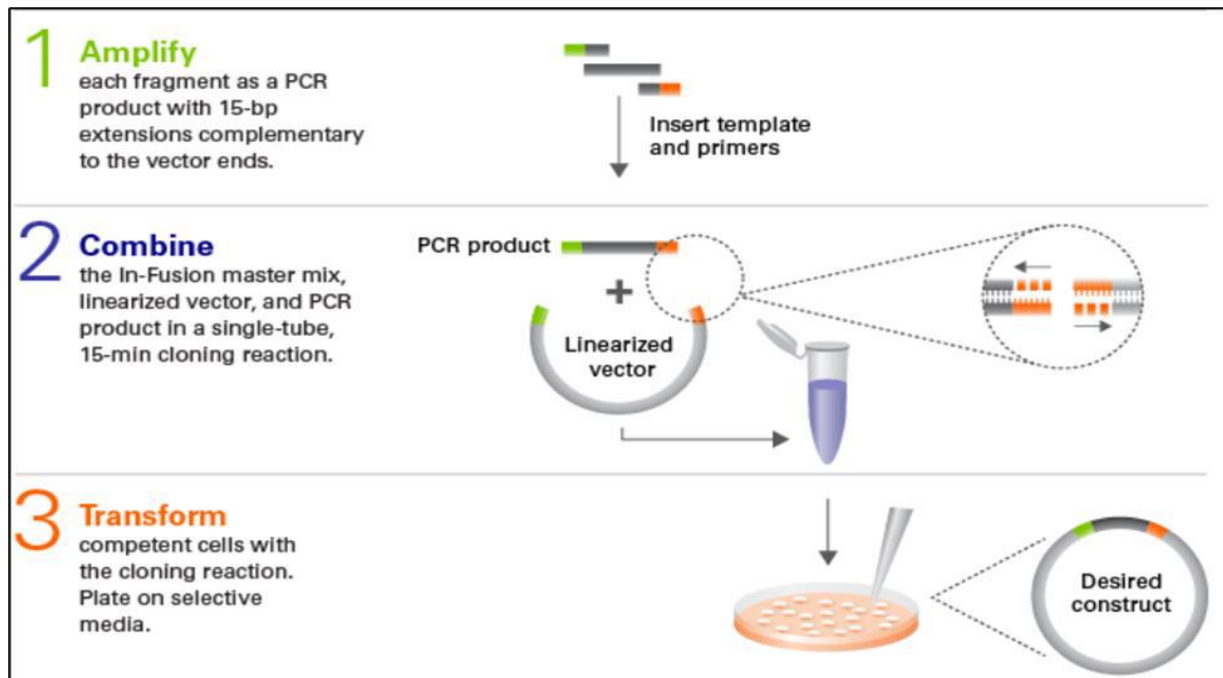 1
Amplify
each fragment as a PCR
product with 15-bp
extensions complementary
to the vector ends.
Insert template
and primers
2
Combine
the In-Fusion master mix,
linearized vector, and PCR
product in a single-tube,
15-min cloning reaction.
PCR product
+
Linearized
vector
3
Transform
competent cells with
the cloning reaction.
Plate on selective
media.
Desired
construct